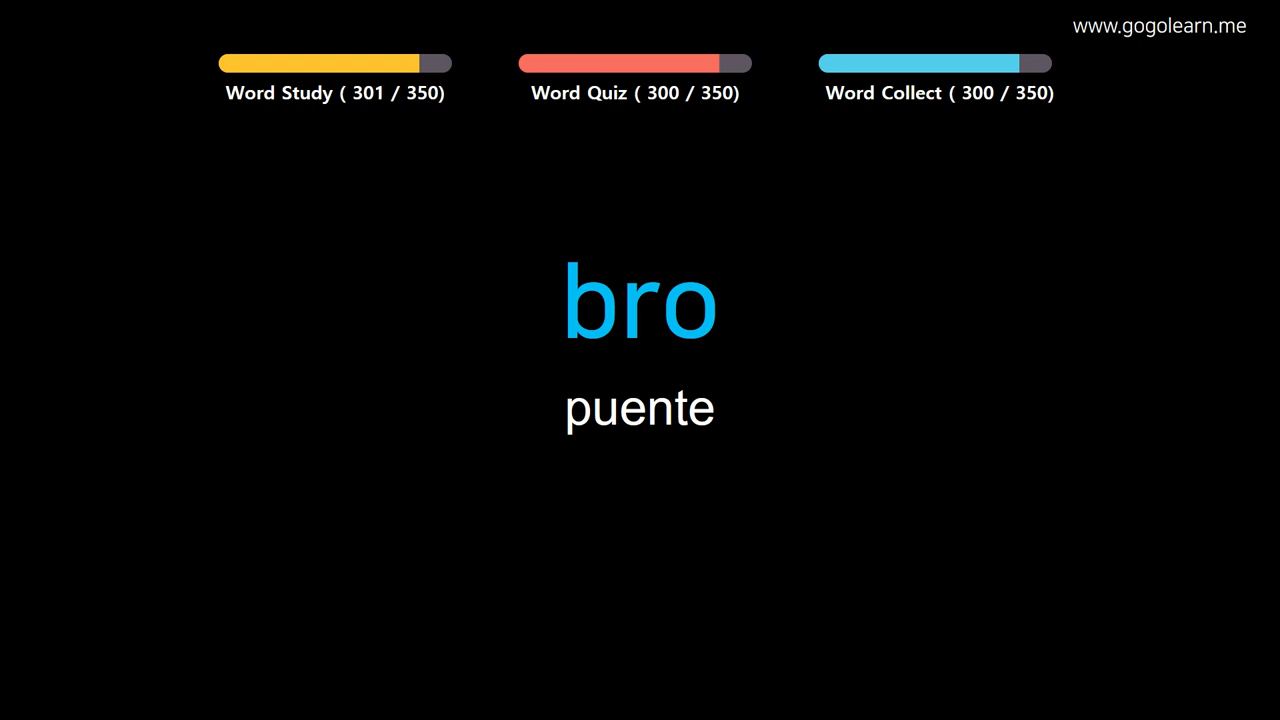 www.gogolearn.me
Word Study ( 301 / 350)
Word Quiz ( 300 / 350)
Word Collect ( 300 / 350)
bro
puente